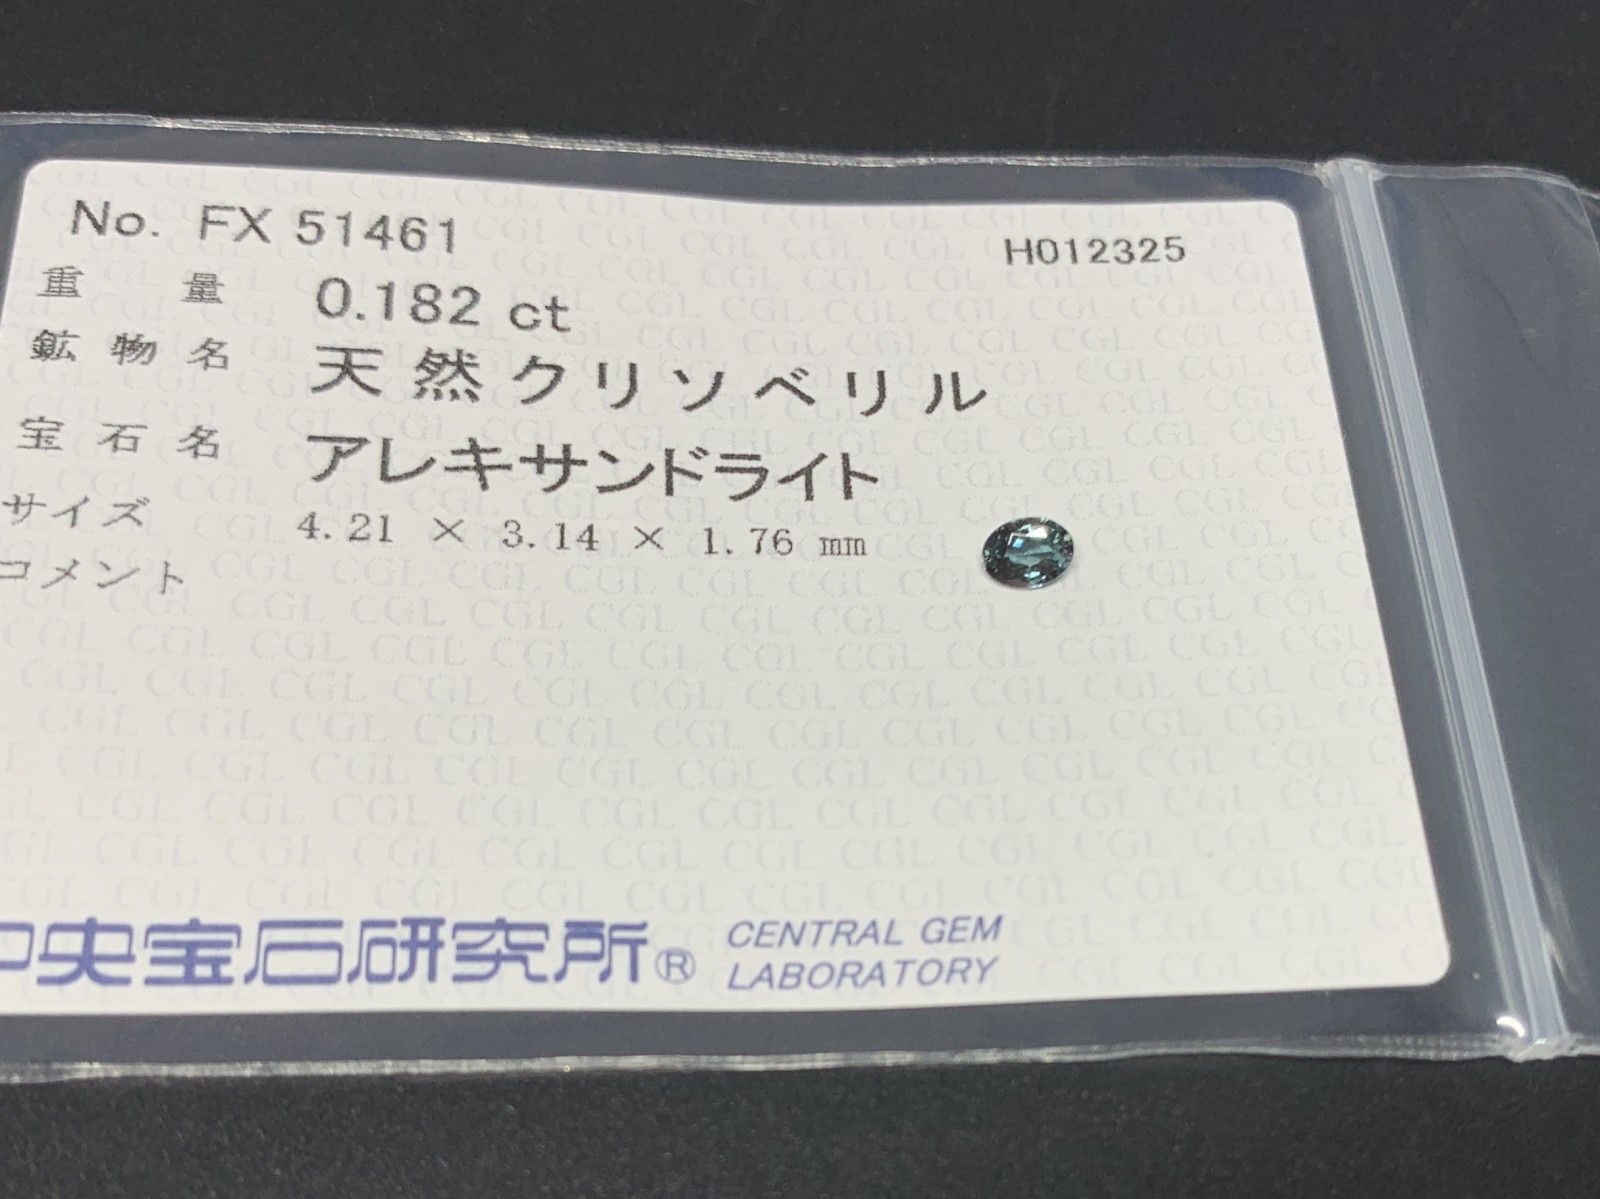 No. FX 51461
H012325
重量 0.182 ct
鉱物名 天然クリソベリル
宝石名 アレキサンドライト
サイズ 4.21 × 3.14 × 1.76 mm
コメント
中央宝石研究所® CENTRAL GEM
LABORATORY